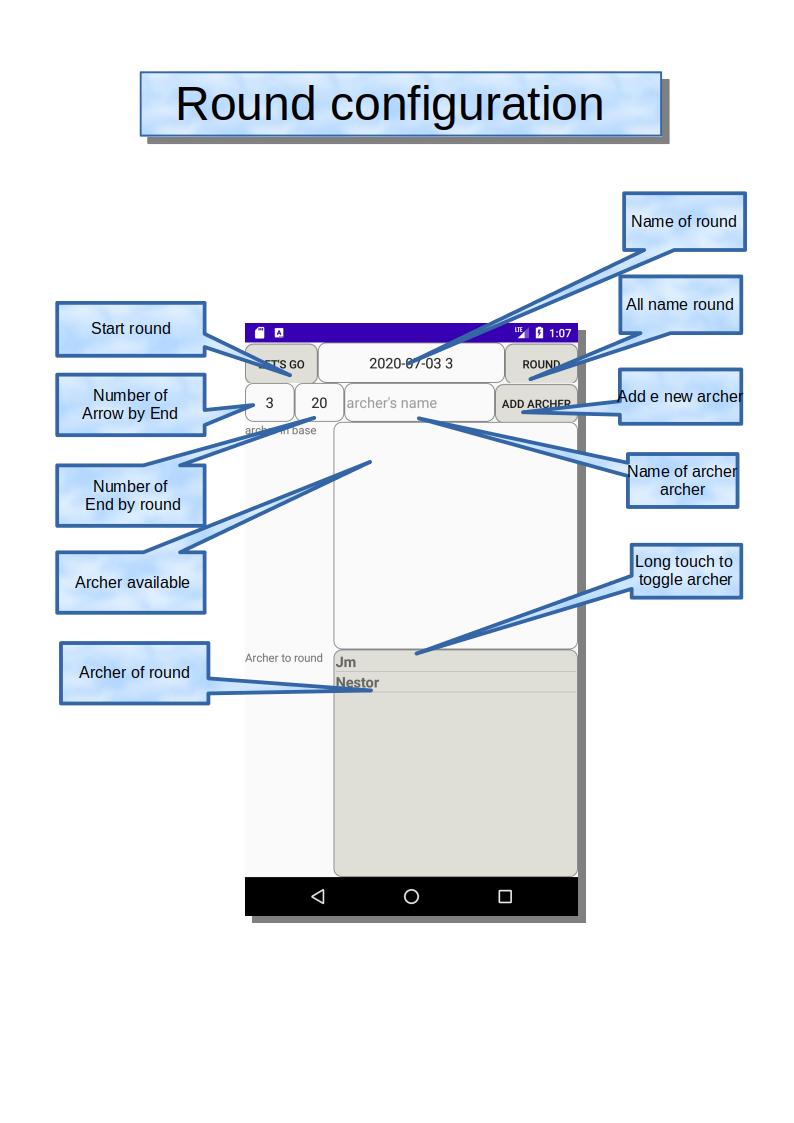 Round configuration
Name of round
All name round
Start round
LTE
1:07
LET'S GO
2020-07-03 3
ROUND
Number of
Arrow by End
3
20
archer's name
ADD ARCHER
Add e new archer
archer in base
Number of
End by round
Name of archer
archer
Archer available
Long touch to
toggle archer
Archer to round
Jm
Nestor
Archer of round